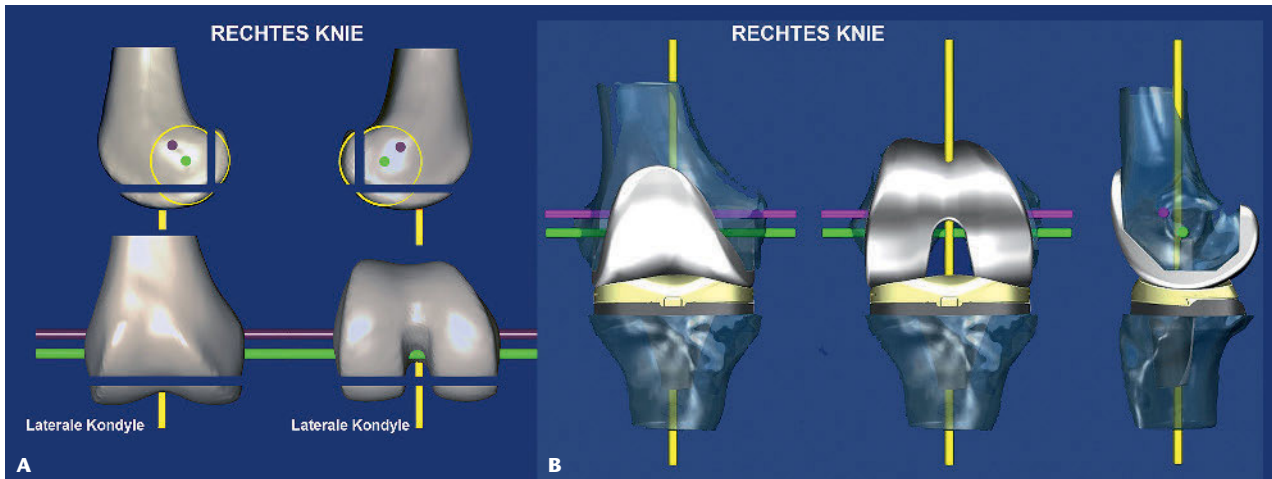 RECHTES KNIE
Laterale Kondyle
Laterale Kondyle
A
RECHTES KNIE
B